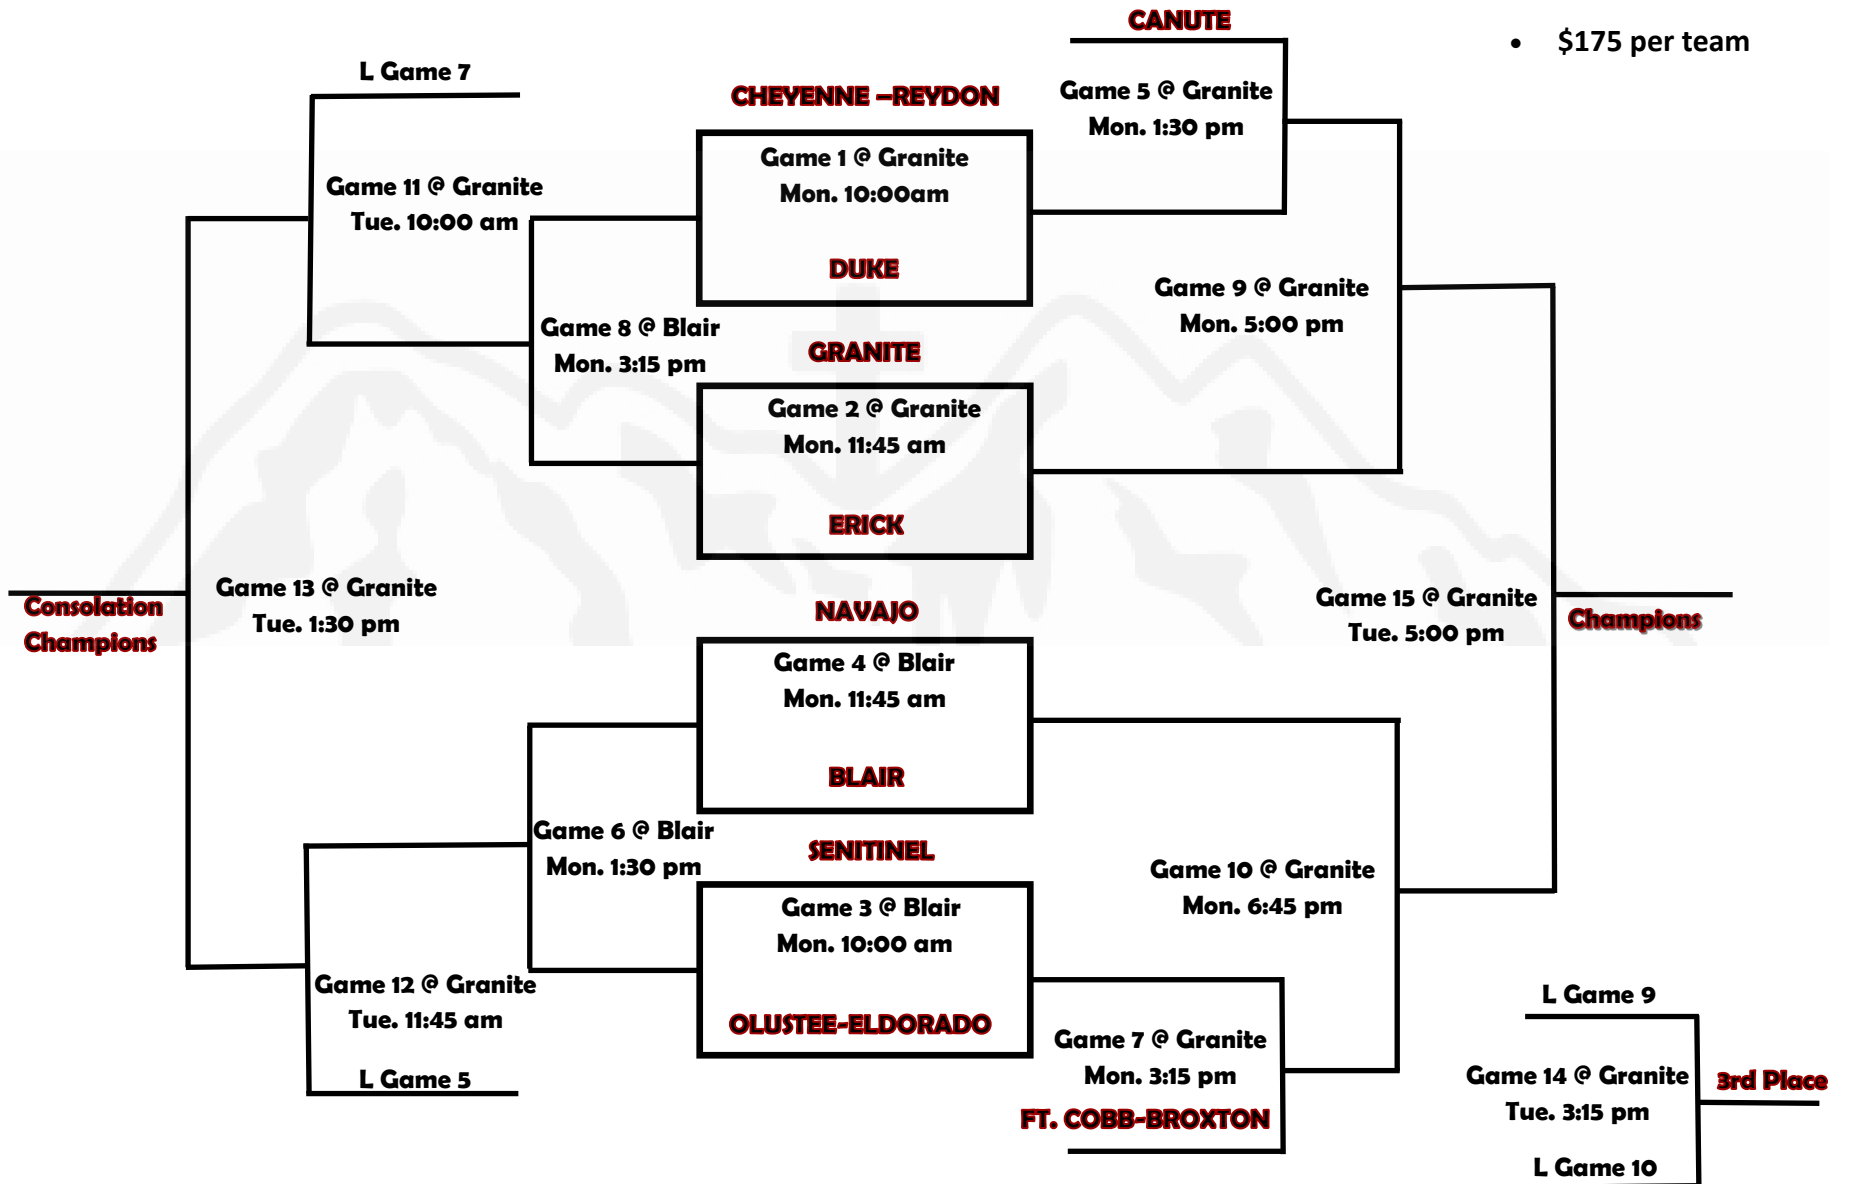 CANUTE
• $175 per team
L Game 7
CHEYENNE –REYDON
Game 5 @ Granite
Mon. 1:30 pm
Game 1 @ Granite
Mon. 10:00am
Game 11 @ Granite
Tue. 10:00 am
DUKE
Game 9 @ Granite
Mon. 5:00 pm
Game 8 @ Blair
Mon. 3:15 pm
GRANITE
Game 2 @ Granite
Mon. 11:45 am
ERICK
Consolation
Champions
Game 13 @ Granite
Tue. 1:30 pm
NAVAJO
Game 15 @ Granite
Tue. 5:00 pm
Champions
Game 4 @ Blair
Mon. 11:45 am
BLAIR
Game 6 @ Blair
Mon. 1:30 pm
SENITINEL
Game 10 @ Granite
Mon. 6:45 pm
Game 3 @ Blair
Mon. 10:00 am
Game 12 @ Granite
Tue. 11:45 am
OLUSTEE-ELDORADO
L Game 9
Game 7 @ Granite
Mon. 3:15 pm
L Game 5
FT. COBB-BROXTON
Game 14 @ Granite
Tue. 3:15 pm
3rd Place
L Game 10